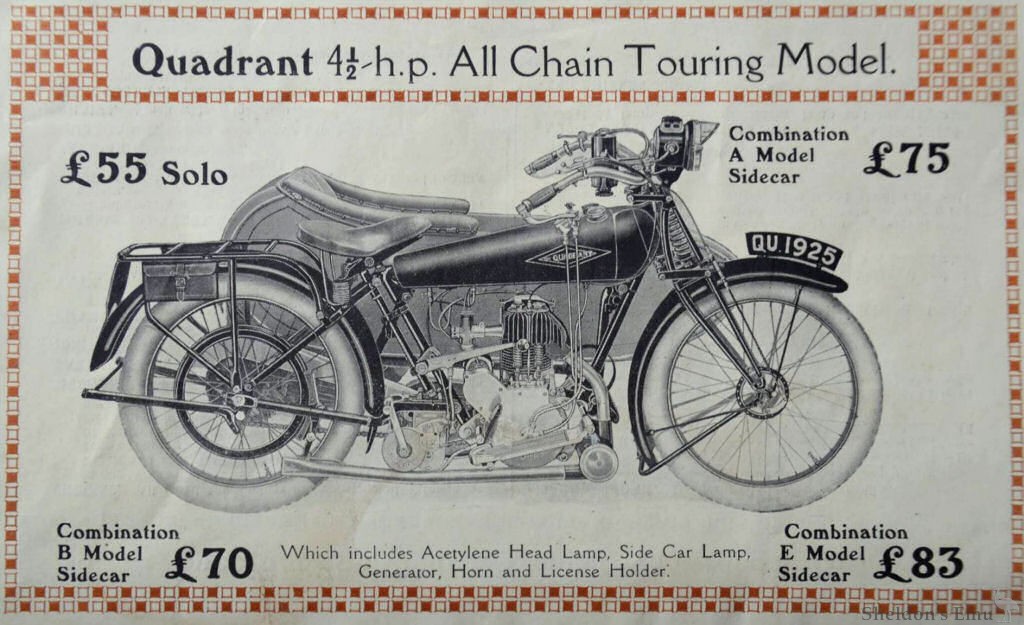 Quadrant 4½-h.p. All Chain Touring Model.
£55 Solo
Combination
A Model
Sidecar
£75
QU.1925
QUADRANT
Combination
B Model
Sidecar
£70
Which includes Acetylene Head Lamp, Side Car Lamp,
Generator, Horn and License Holder.
Combination
E Model
Sidecar
£83
Sheldon's Emu